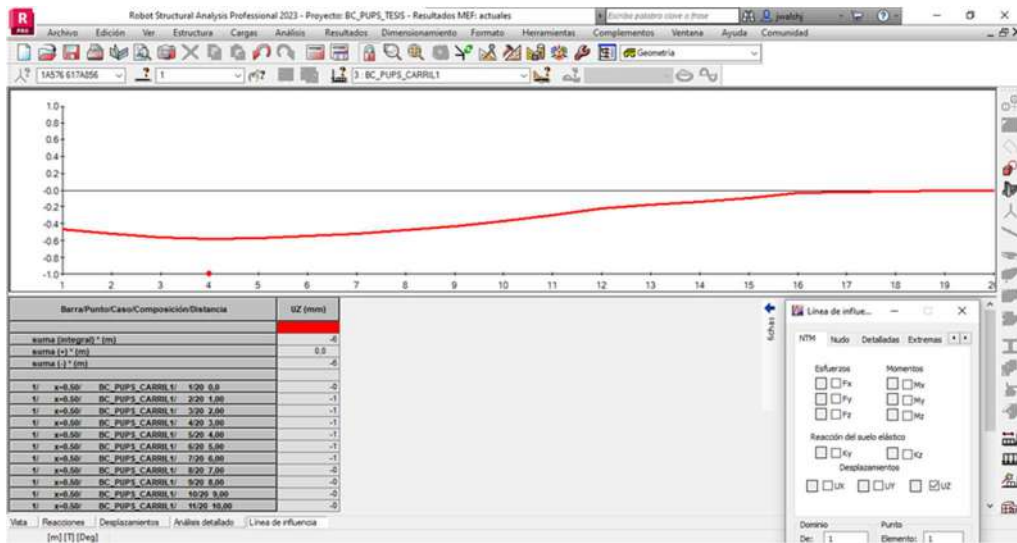 Robot Structural Analysis Professional 2023 - Proyecto: BC_PUPS_TESIS - Resultados MEF: actuales
Escriba palabra clave o frase
jwalshj
PRO
Archivo Edición Ver Estructura Cargas Análisis Resultados Dimensionamiento Formato Herramientas Complementos Ventana Ayuda Comunidad
Geometría
1A576 617A856
1
3 : BC_PUPS_CARRIL1
1.0
0.8
0.6
0.4
0.2
-0.0
-0.2
-0.4
-0.6
-0.8
-1.0
1 2 3 4 5 6 7 8 9 10 11 12 13 14 15 16 17 18 19 20
Barra/Punto/Caso/Composición/Distancia UZ (mm)
suma (integral) * (m) -6
suma (+) * (m) 0,0
suma (-) * (m) -6
1/ x=0.50/ BC_PUPS_CARRIL1/ 1/20 0,0 -0
1/ x=0.50/ BC_PUPS_CARRIL1/ 2/20 1,00 -1
1/ x=0.50/ BC_PUPS_CARRIL1/ 3/20 2,00 -1
1/ x=0.50/ BC_PUPS_CARRIL1/ 4/20 3,00 -1
1/ x=0.50/ BC_PUPS_CARRIL1/ 5/20 4,00 -1
1/ x=0.50/ BC_PUPS_CARRIL1/ 6/20 5,00 -1
1/ x=0.50/ BC_PUPS_CARRIL1/ 7/20 6,00 -1
1/ x=0.50/ BC_PUPS_CARRIL1/ 8/20 7,00 -0
1/ x=0.50/ BC_PUPS_CARRIL1/ 9/20 8,00 -0
1/ x=0.50/ BC_PUPS_CARRIL1/ 10/20 9,00 -0
1/ x=0.50/ BC_PUPS_CARRIL1/ 11/20 10,00 -0
fichas
Línea de influe...
NTM Nudo Detalladas Extremas
Esfuerzos Momentos
Fx Mx
Fy My
Fz Mz
Reacción del suelo elástico
Ky Kz
Desplazamientos
UX UY UZ
Dominio Punto
De: 1 Elemento: 1
Vista Reacciones Desplazamientos Análisis detallado Línea de influencia
[m] [T] [Deg]